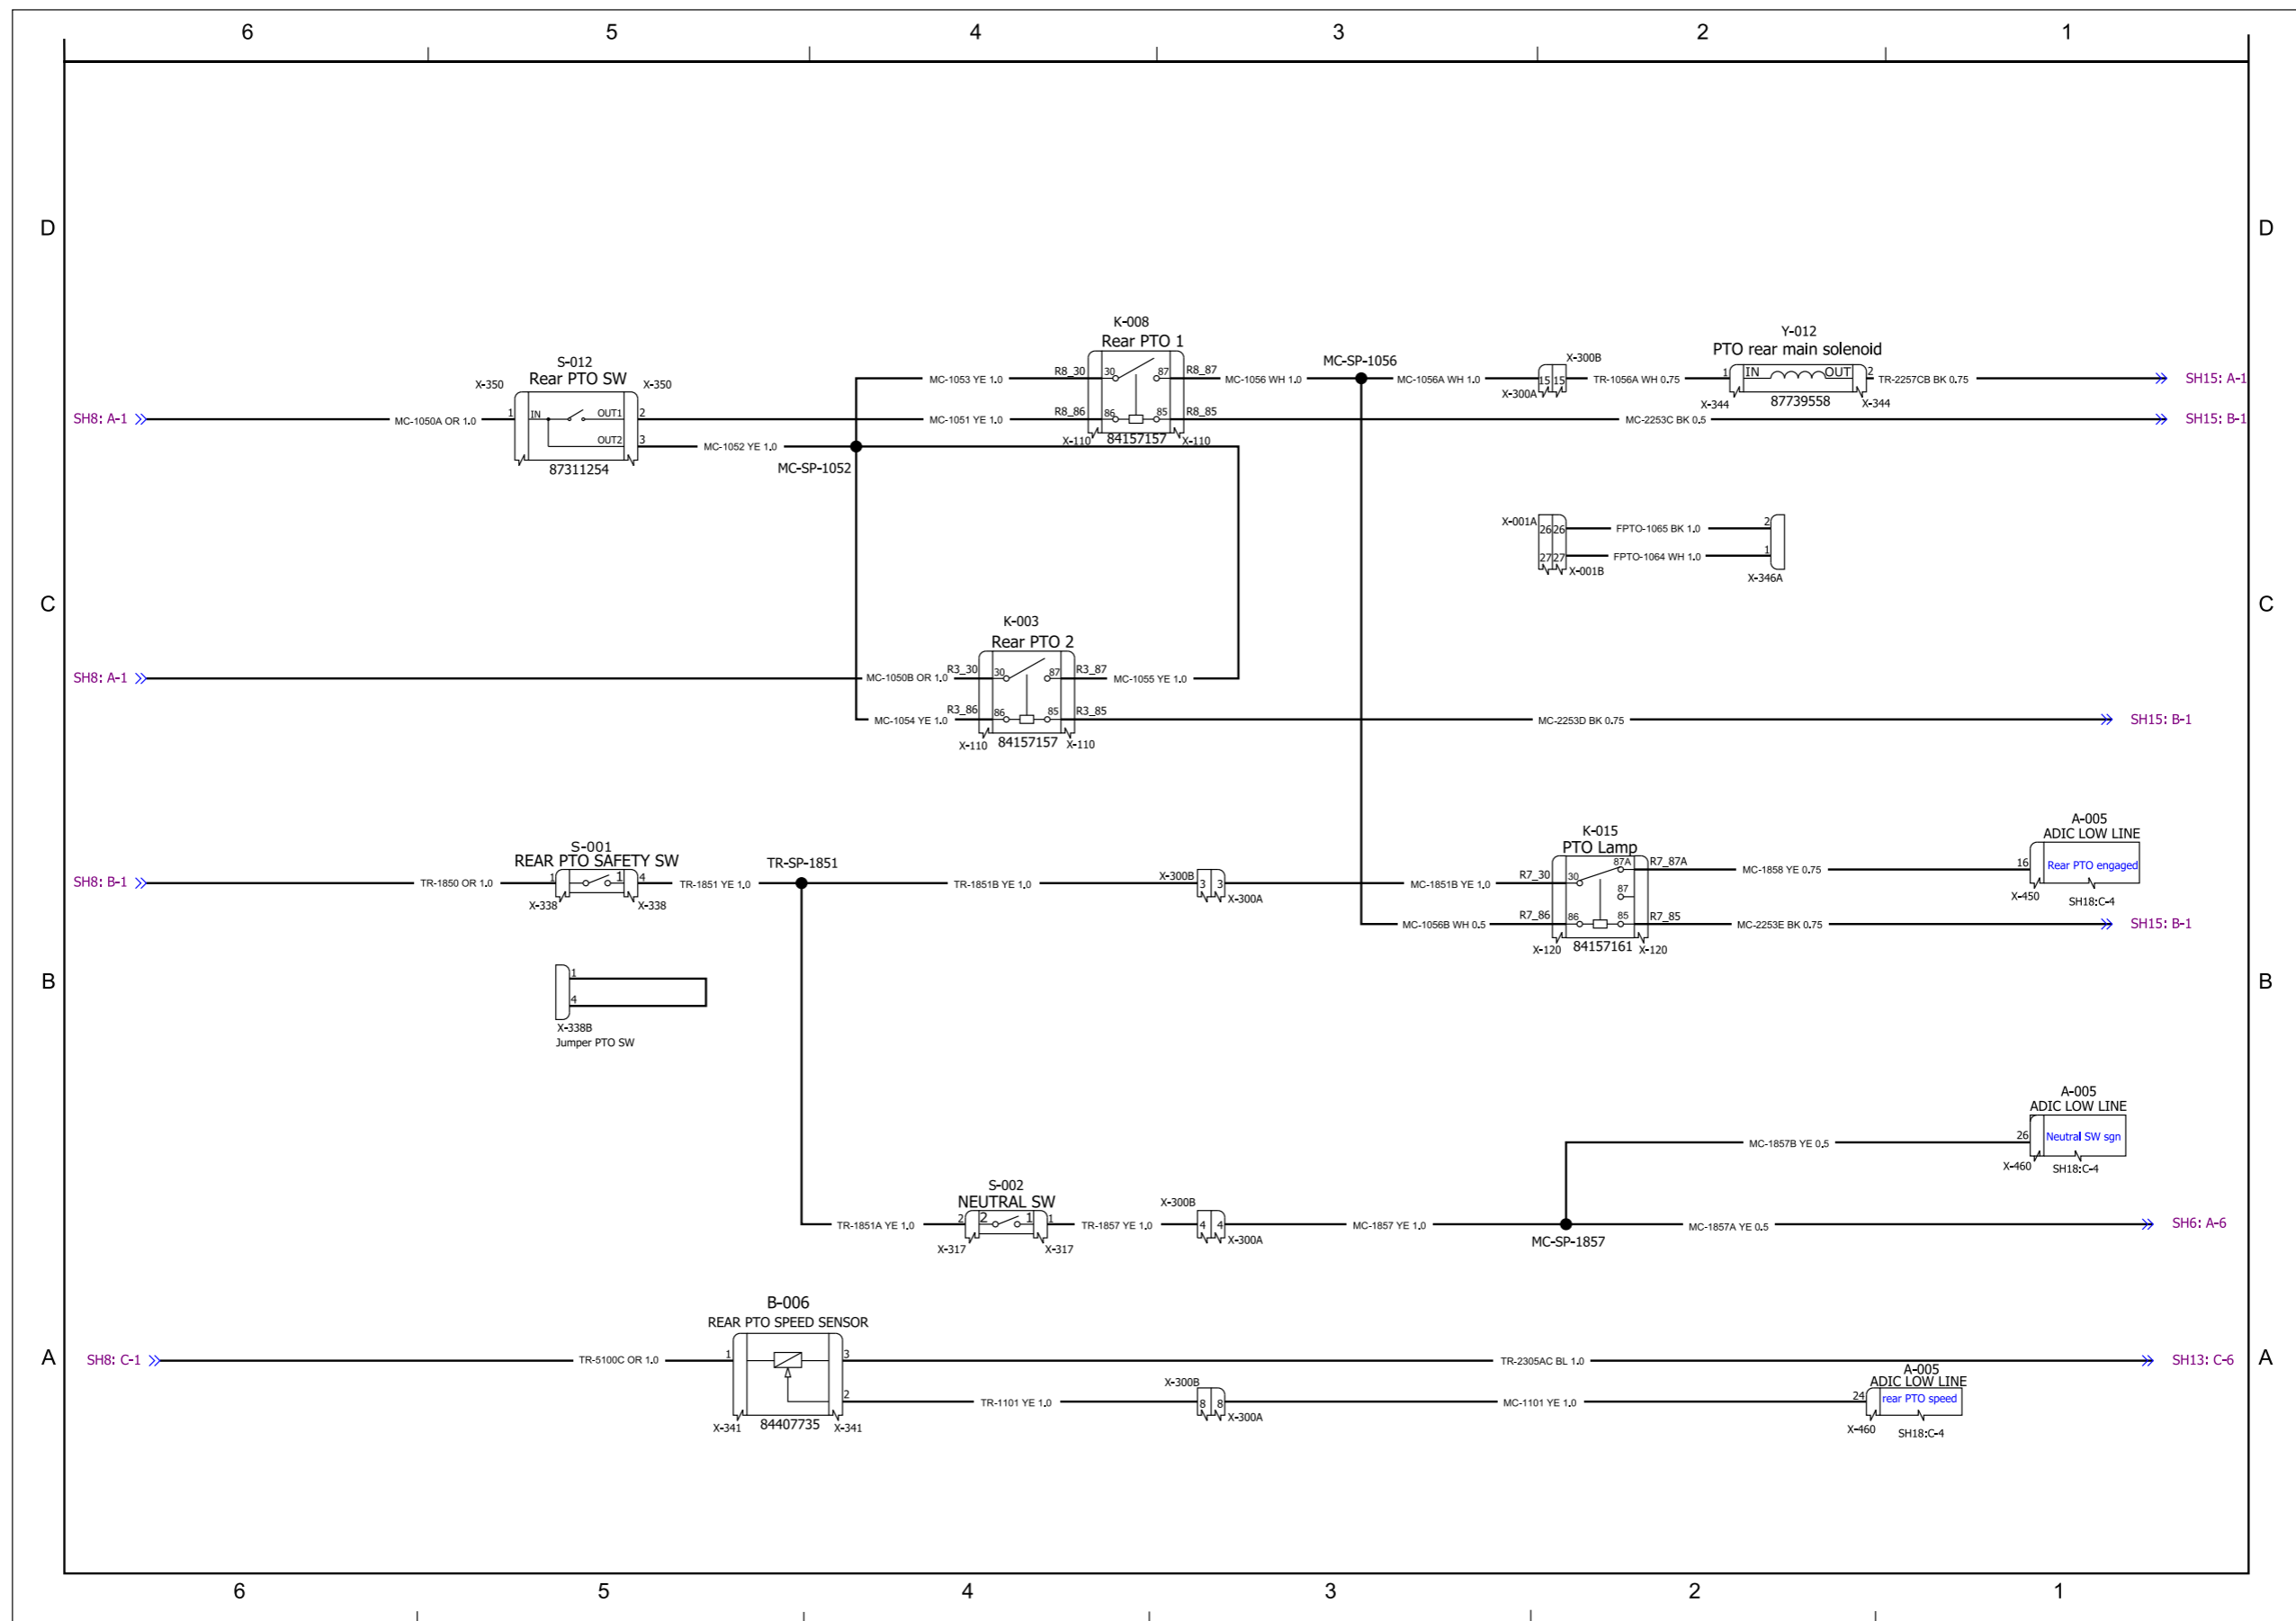 6 5 4 3 2 1
D D
K-008
Rear PTO 1
Y-012
PTO rear main solenoid
S-012
Rear PTO SW
X-350 X-350
MC-SP-1056
X-300B
X-300A
SH8: A-1
MC-1050A OR 1.0
1 IN OUT1 2
OUT2 3
87311254
MC-1053 YE 1.0
R8_30 30 87 R8_87
MC-1056 WH 1.0
MC-1056A WH 1.0
15 15
TR-1056A WH 0.75
1 IN OUT 2
TR-2257CB BK 0.75
SH15: A-1
X-344 87739558 X-344
MC-1051 YE 1.0
R8_86 86 85 R8_85
MC-2253C BK 0.5
SH15: B-1
X-110 84157157 X-110
MC-1052 YE 1.0
MC-SP-1052
X-001A
26 26
FPTO-1065 BK 1.0
2
27 27
FPTO-1064 WH 1.0
1
X-001B
X-346A
C C
K-003
Rear PTO 2
SH8: A-1
MC-1050B OR 1.0
R3_30 30 87 R3_87
MC-1055 YE 1.0
MC-1054 YE 1.0
R3_86 86 85 R3_85
MC-2253D BK 0.75
SH15: B-1
X-110 84157157 X-110
S-001
REAR PTO SAFETY SW
TR-SP-1851
K-015
PTO Lamp
A-005
ADIC LOW LINE
SH8: B-1
TR-1850 OR 1.0
1 1 4
X-338 X-338
TR-1851 YE 1.0
TR-1851B YE 1.0
X-300B
3 3
X-300A
MC-1851B YE 1.0
R7_30 30 87A R7_87A
87
MC-1858 YE 0.75
16 Rear PTO engaged
X-450
SH18:C-4
MC-1056B WH 0.5
R7_86 86 85 R7_85
MC-2253E BK 0.75
SH15: B-1
X-120 84157161 X-120
B B
1
4
X-338B
Jumper PTO SW
A-005
ADIC LOW LINE
MC-1857B YE 0.5
26 Neutral SW sgn
X-460
SH18:C-4
S-002
NEUTRAL SW
X-300B
TR-1851A YE 1.0
2 2 1 1
X-317 X-317
TR-1857 YE 1.0
4 4
X-300A
MC-1857 YE 1.0
MC-SP-1857
MC-1857A YE 0.5
SH6: A-6
B-006
REAR PTO SPEED SENSOR
A A
SH8: C-1
TR-5100C OR 1.0
1 3
TR-2305AC BL 1.0
SH13: C-6
2
TR-1101 YE 1.0
X-300B
8 8
X-300A
MC-1101 YE 1.0
A-005
ADIC LOW LINE
24 rear PTO speed
X-460
SH18:C-4
X-341 84407735 X-341
6 5 4 3 2 1